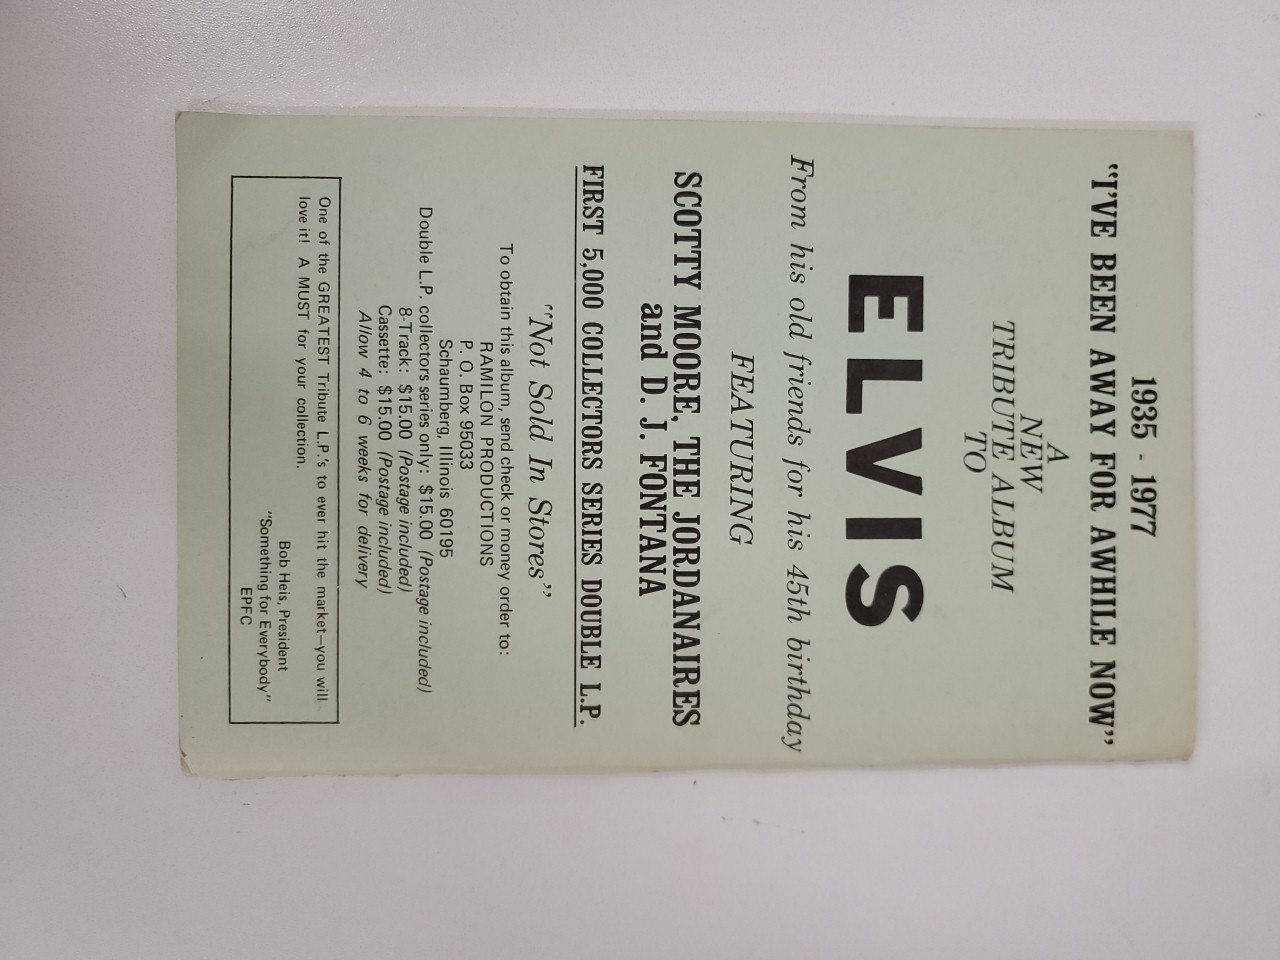 1935 - 1977
"I'VE BEEN AWAY FOR AWHILE NOW"
A
NEW
TRIBUTE ALBUM
TO
ELVIS
From his old friends for his 45th birthday
FEATURING
SCOTTY MOORE, THE JORDANAIRES
and D. J. FONTANA
FIRST 5,000 COLLECTORS SERIES DOUBLE L.P.
"Not Sold In Stores"
To obtain this album, send check or money order to:
RAMILON PRODUCTIONS
P. O. Box 95033
Schaumberg, Illinois 60195
Double L.P. collectors series only: $15.00 (Postage included)
8-Track: $15.00 (Postage included)
Cassette: $15.00 (Postage included)
Allow 4 to 6 weeks for delivery
One of the GREATEST Tribute L.P.'s to ever hit the market—you will
love it! A MUST for your collection.
Bob Heis, President
"Something for Everybody"
EPFC